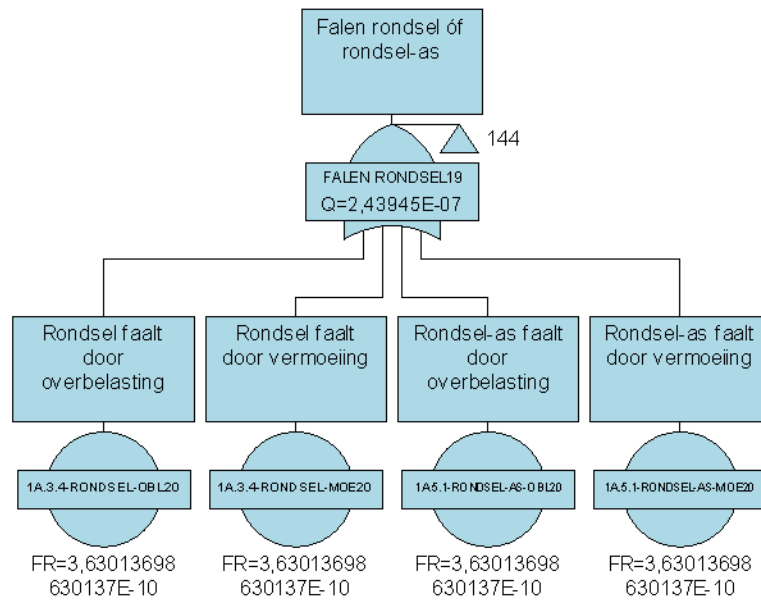 Falen rondsel óf
rondsel-as
144
FALEN RONDSEL19
Q=2,43945E-07
Rondsel faalt
door
overbelasting
Rondsel faalt
door vermoeiing
Rondsel-as faalt
door
overbelasting
Rondsel-as faalt
door vermoeiing
1A.3.4-RONDSEL-OBL20
1A.3.4-RONDSEL-MOE20
1A5.1-RONDSEL-AS-OBL20
1A5.1-RONDSEL-AS-MOE20
FR=3,63013698
630137E-10
FR=3,63013698
630137E-10
FR=3,63013698
630137E-10
FR=3,63013698
630137E-10